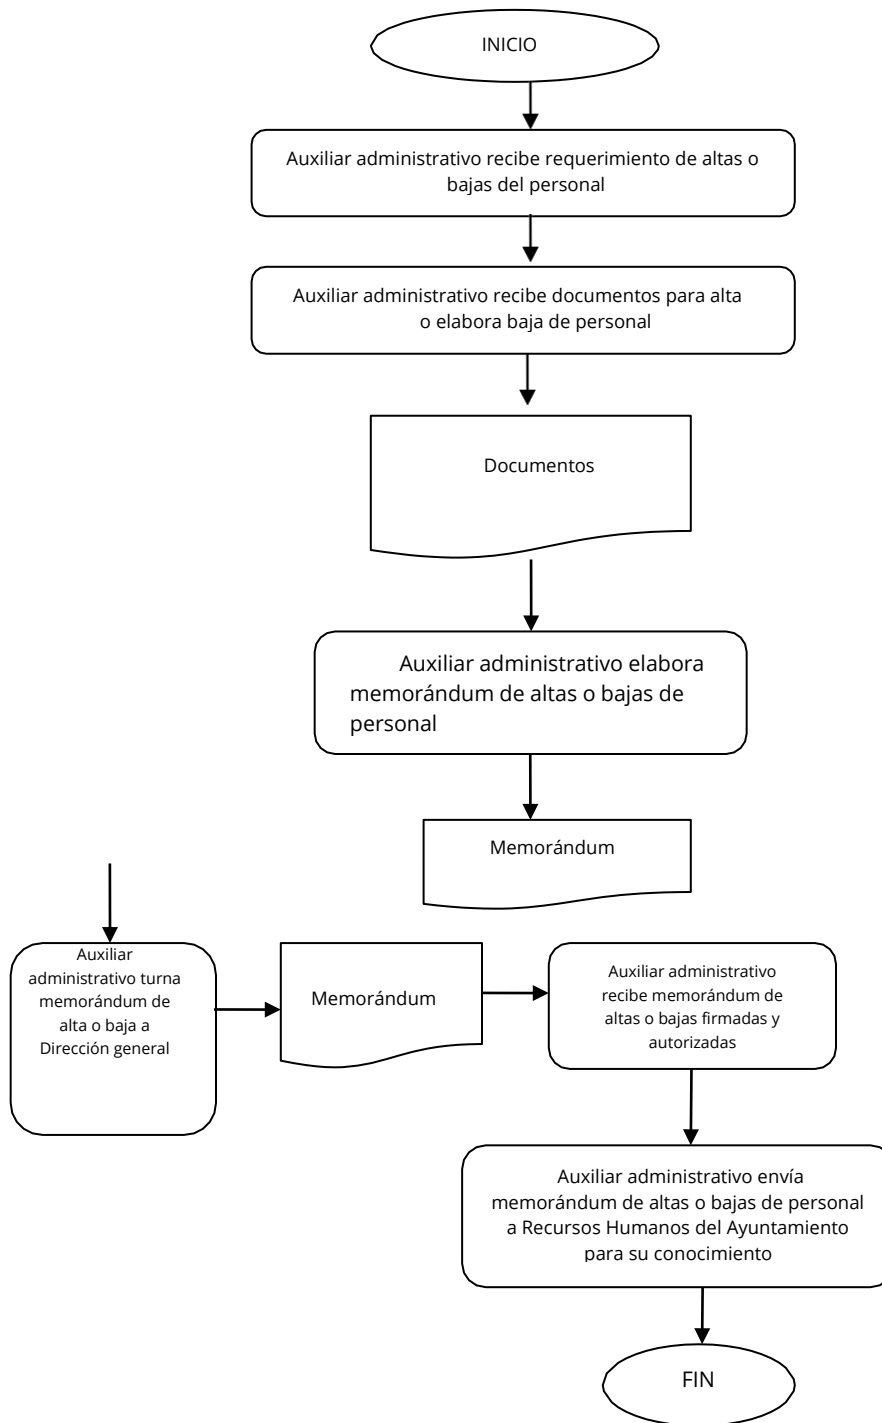 INICIO
Auxiliar administrativo recibe requerimiento de altas o
bajas del personal
Auxiliar administrativo recibe documentos para alta
o elabora baja de personal
Documentos
Auxiliar administrativo elabora
memorándum de altas o bajas de
personal
Memorándum
Auxiliar
administrativo turna
memorándum de
alta o baja a
Dirección general
Memorándum
Auxiliar administrativo
recibe memorándum de
altas o bajas firmadas y
autorizadas
Auxiliar administrativo envía
memorándum de altas o bajas de personal
a Recursos Humanos del Ayuntamiento
para su conocimiento
FIN